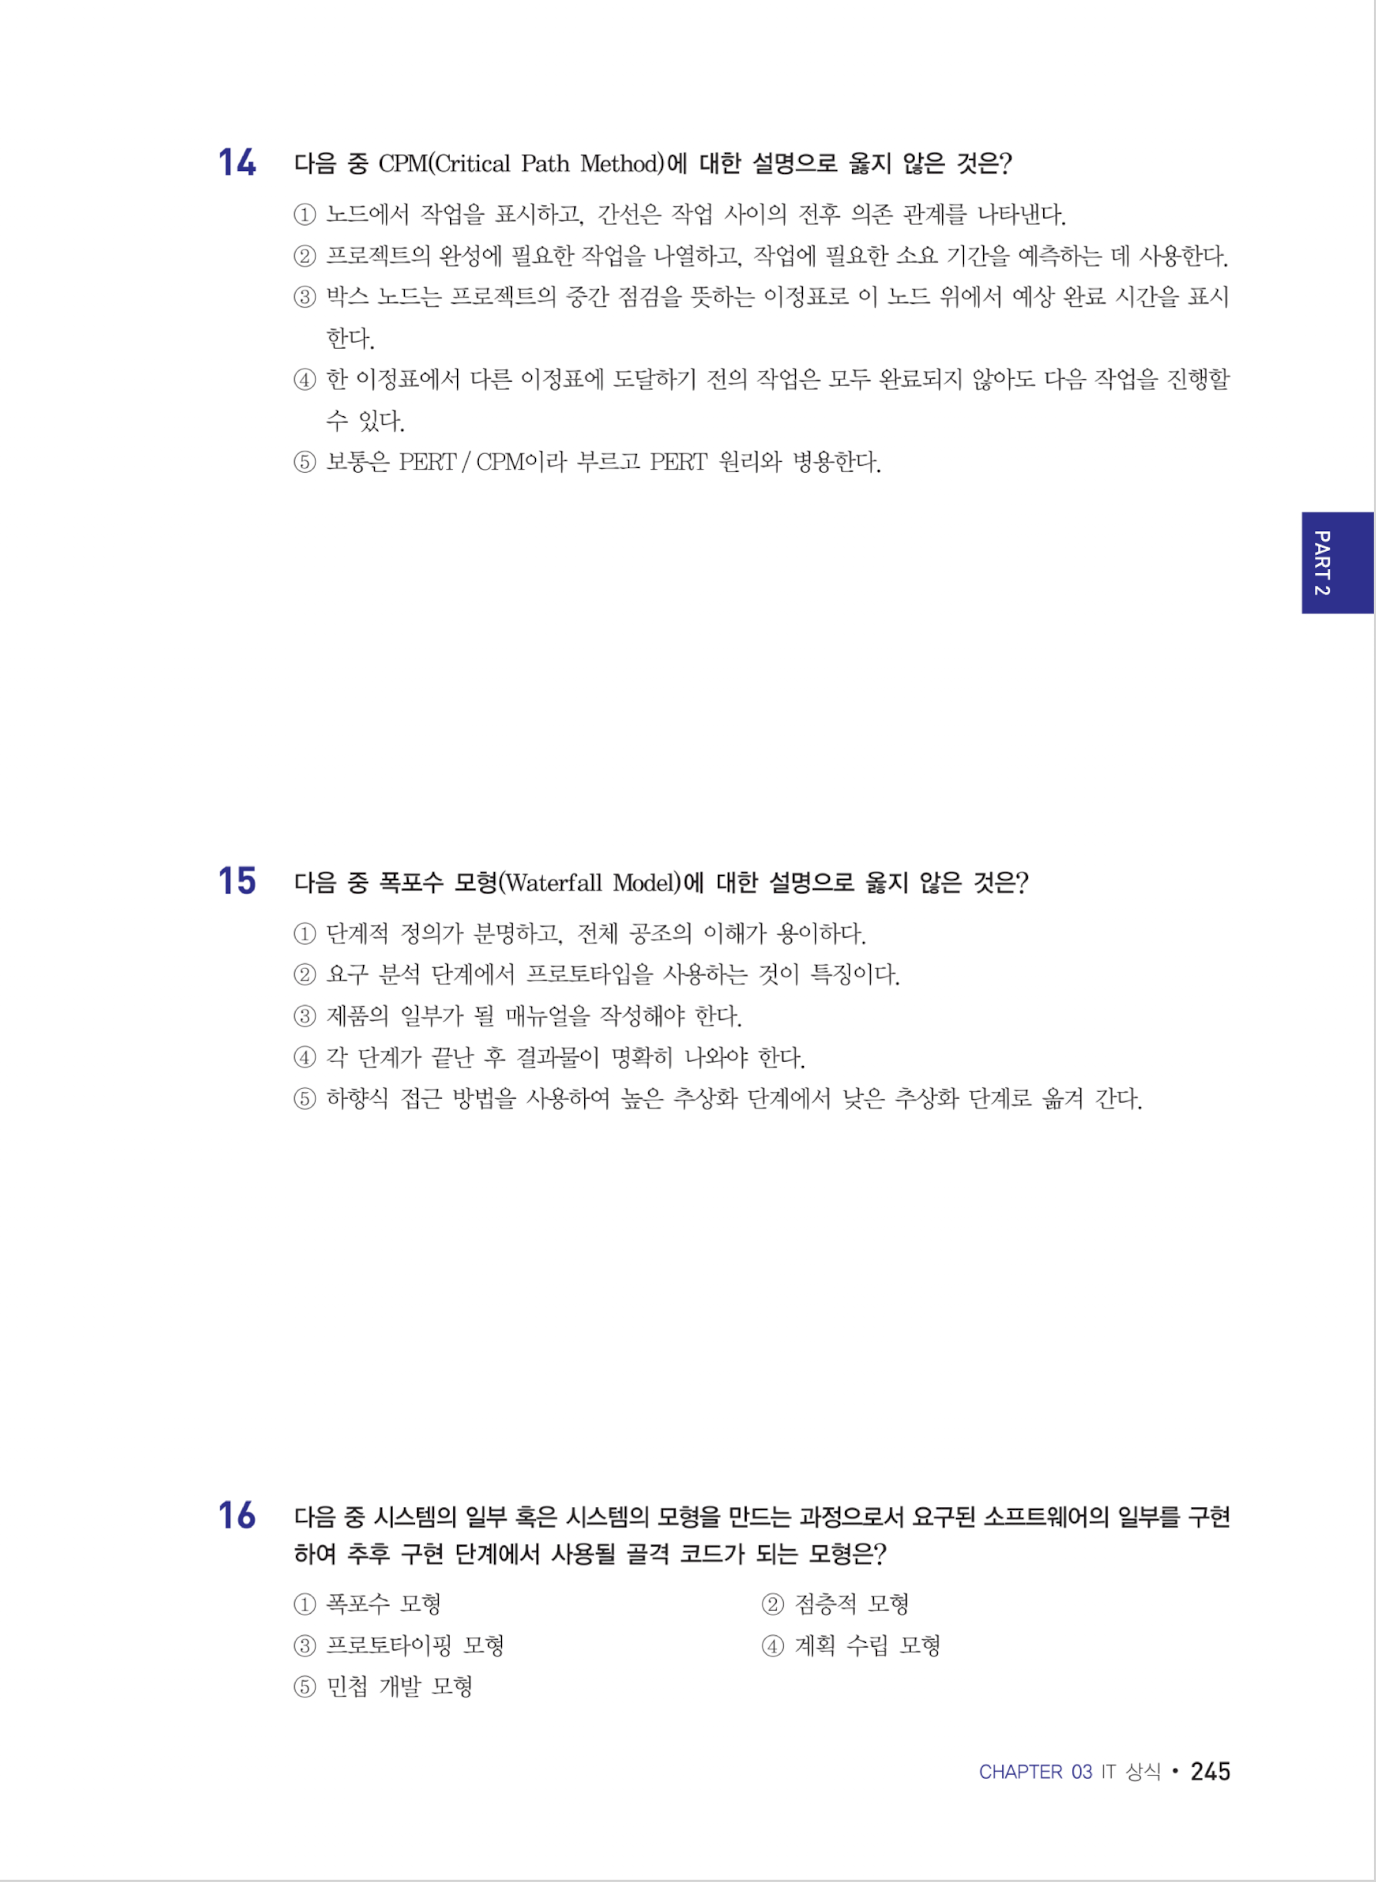 14 다음 중 CPM(Critical Path Method)에 대한 설명으로 옳지 않은 것은?
① 노드에서 작업을 표시하고, 간선은 작업 사이의 전후 의존 관계를 나타낸다.
② 프로젝트의 완성에 필요한 작업을 나열하고, 작업에 필요한 소요 기간을 예측하는 데 사용한다.
③ 박스 노드는 프로젝트의 중간 점검을 뜻하는 이정표로 이 노드 위에서 예상 완료 시간을 표시
한다.
④ 한 이정표에서 다른 이정표에 도달하기 전의 작업은 모두 완료되지 않아도 다음 작업을 진행할
수 있다.
⑤ 보통은 PERT / CPM이라 부르고 PERT 원리와 병용한다.
PART 2
15 다음 중 폭포수 모형(Waterfall Model)에 대한 설명으로 옳지 않은 것은?
① 단계적 정의가 분명하고, 전체 공조의 이해가 용이하다.
② 요구 분석 단계에서 프로토타입을 사용하는 것이 특징이다.
③ 제품의 일부가 될 매뉴얼을 작성해야 한다.
④ 각 단계가 끝난 후 결과물이 명확히 나와야 한다.
⑤ 하향식 접근 방법을 사용하여 높은 추상화 단계에서 낮은 추상화 단계로 옮겨 간다.
16 다음 중 시스템의 일부 혹은 시스템의 모형을 만드는 과정으로서 요구된 소프트웨어의 일부를 구현
하여 추후 구현 단계에서 사용될 골격 코드가 되는 모형은?
① 폭포수 모형 ② 점층적 모형
③ 프로토타이핑 모형 ④ 계획 수립 모형
⑤ 민첩 개발 모형
CHAPTER 03 IT 상식 • 245